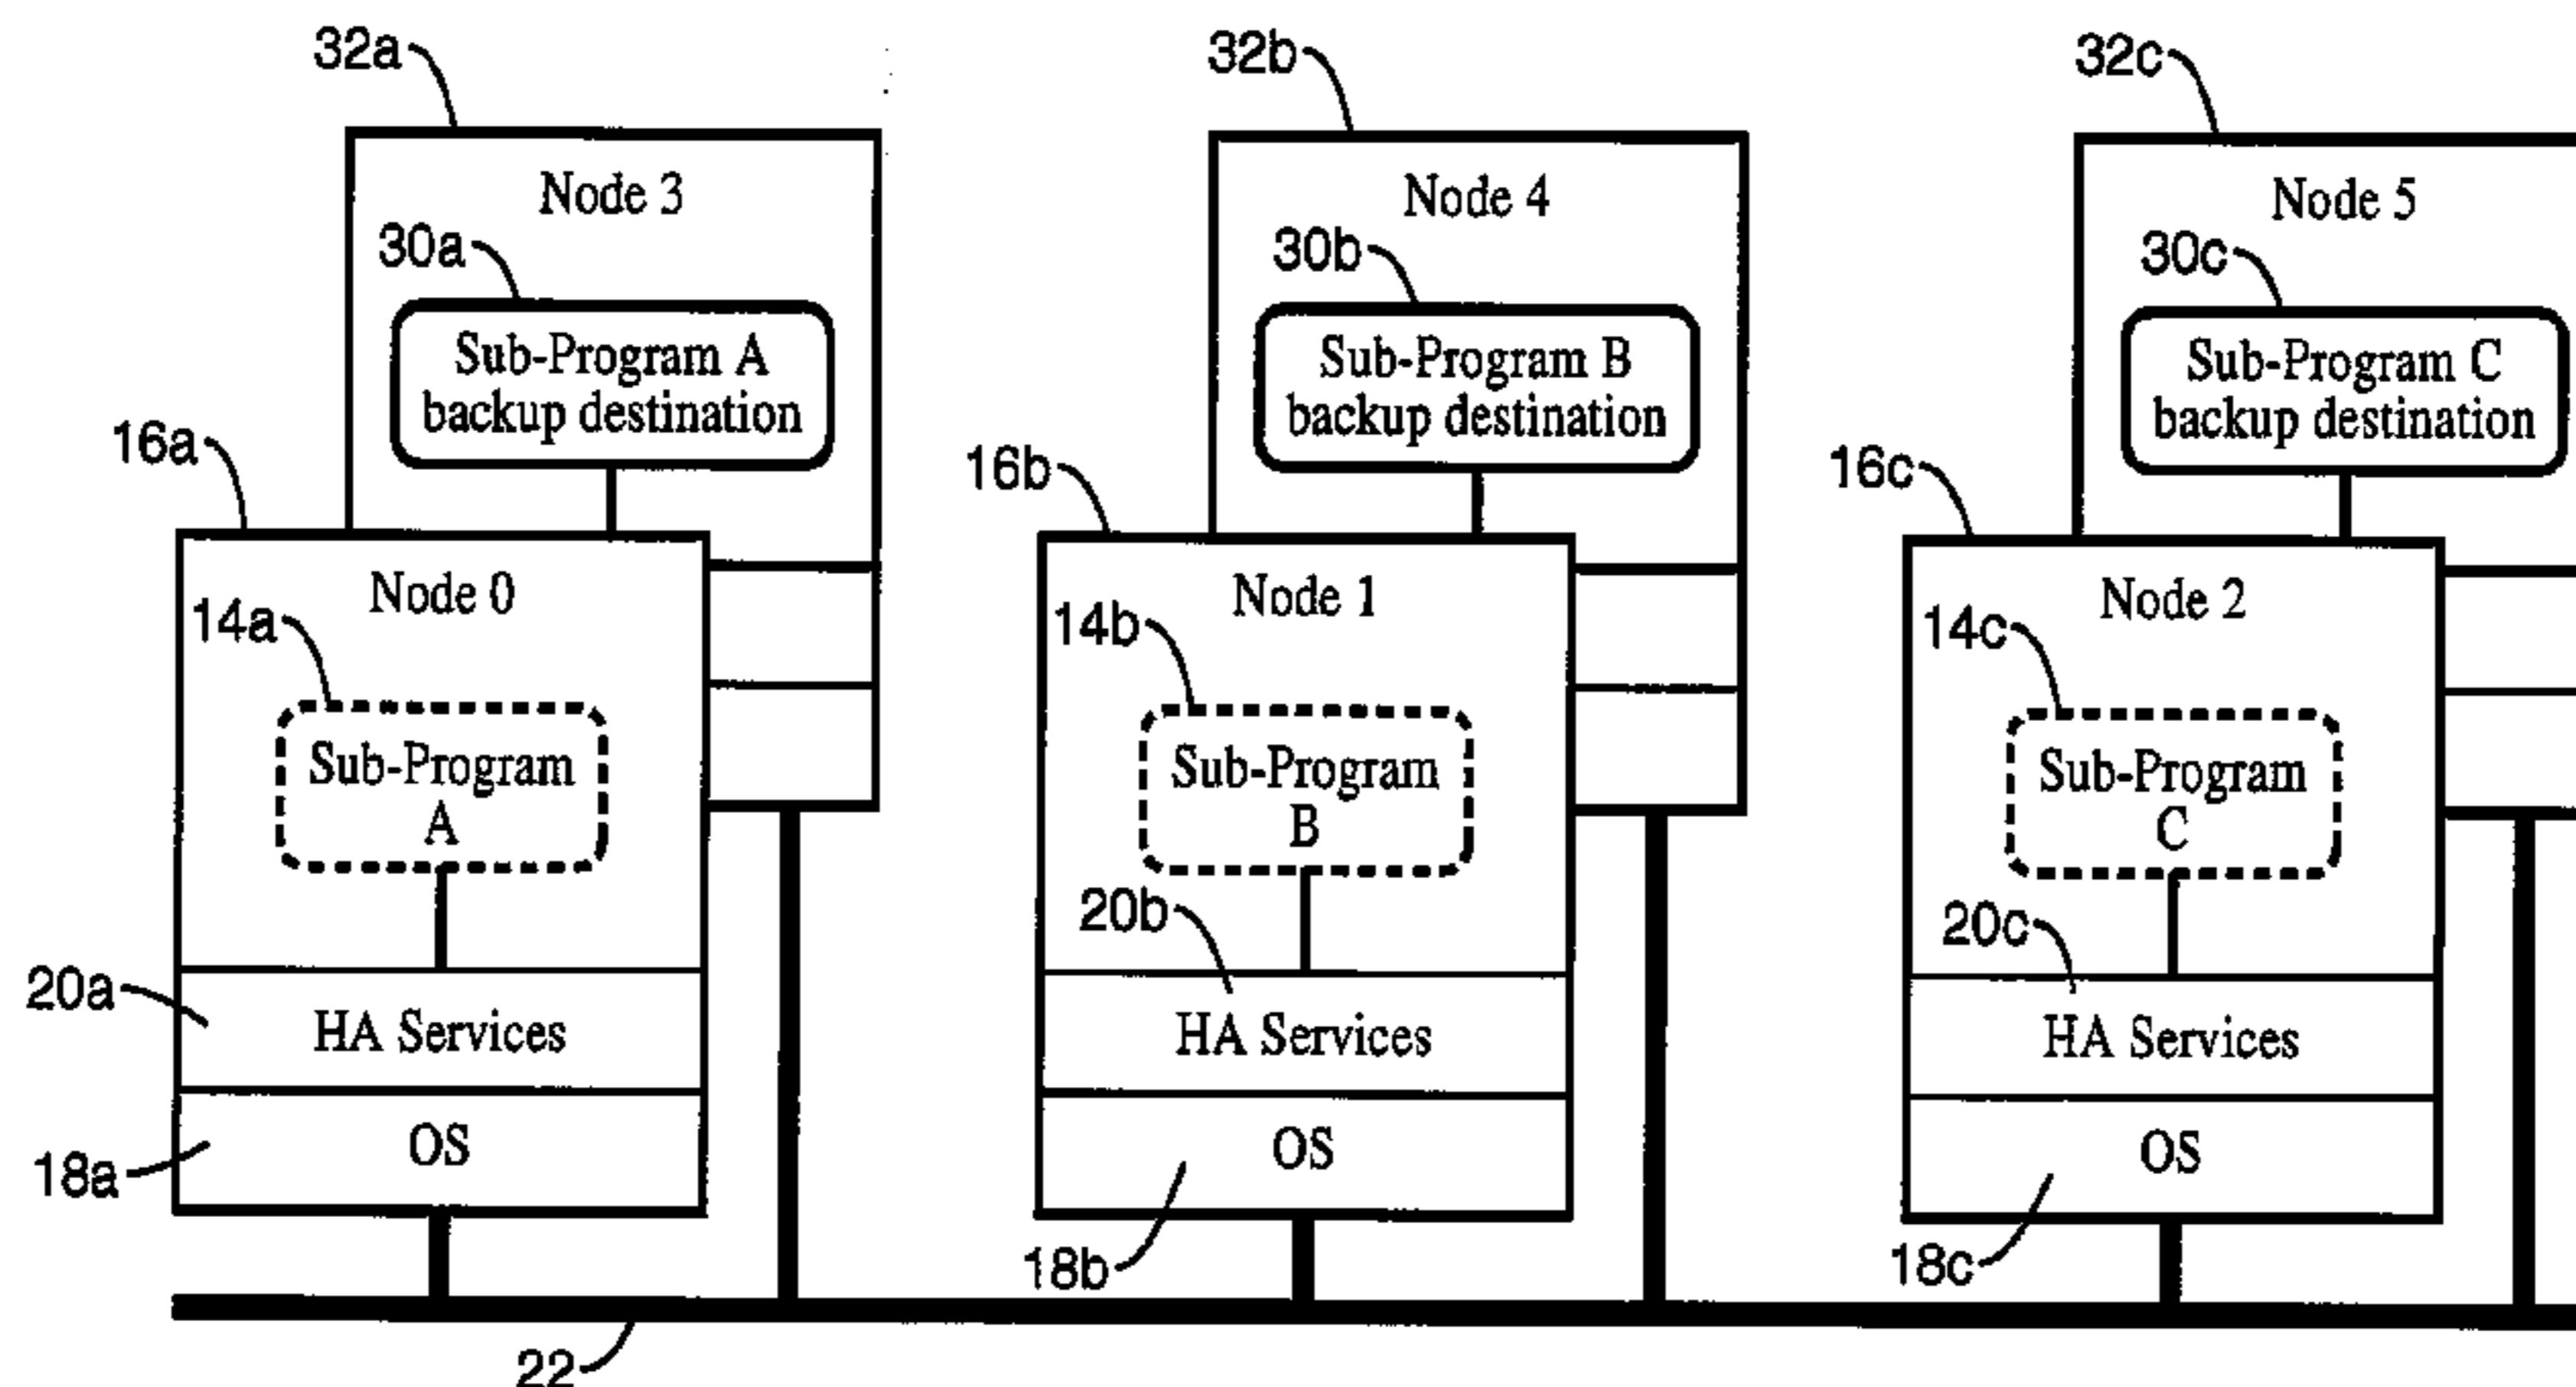 32a
32b
32c
Node 3
Node 4
Node 5
30a
30b
30c
Sub-Program A
backup destination
Sub-Program B
backup destination
Sub-Program C
backup destination
16a
16b
16c
Node 0
Node 1
Node 2
14a
14b
14c
Sub-Program
A
Sub-Program
B
Sub-Program
C
20a
20b
20c
HA Services
HA Services
HA Services
OS
OS
OS
18a
18b
18c
22